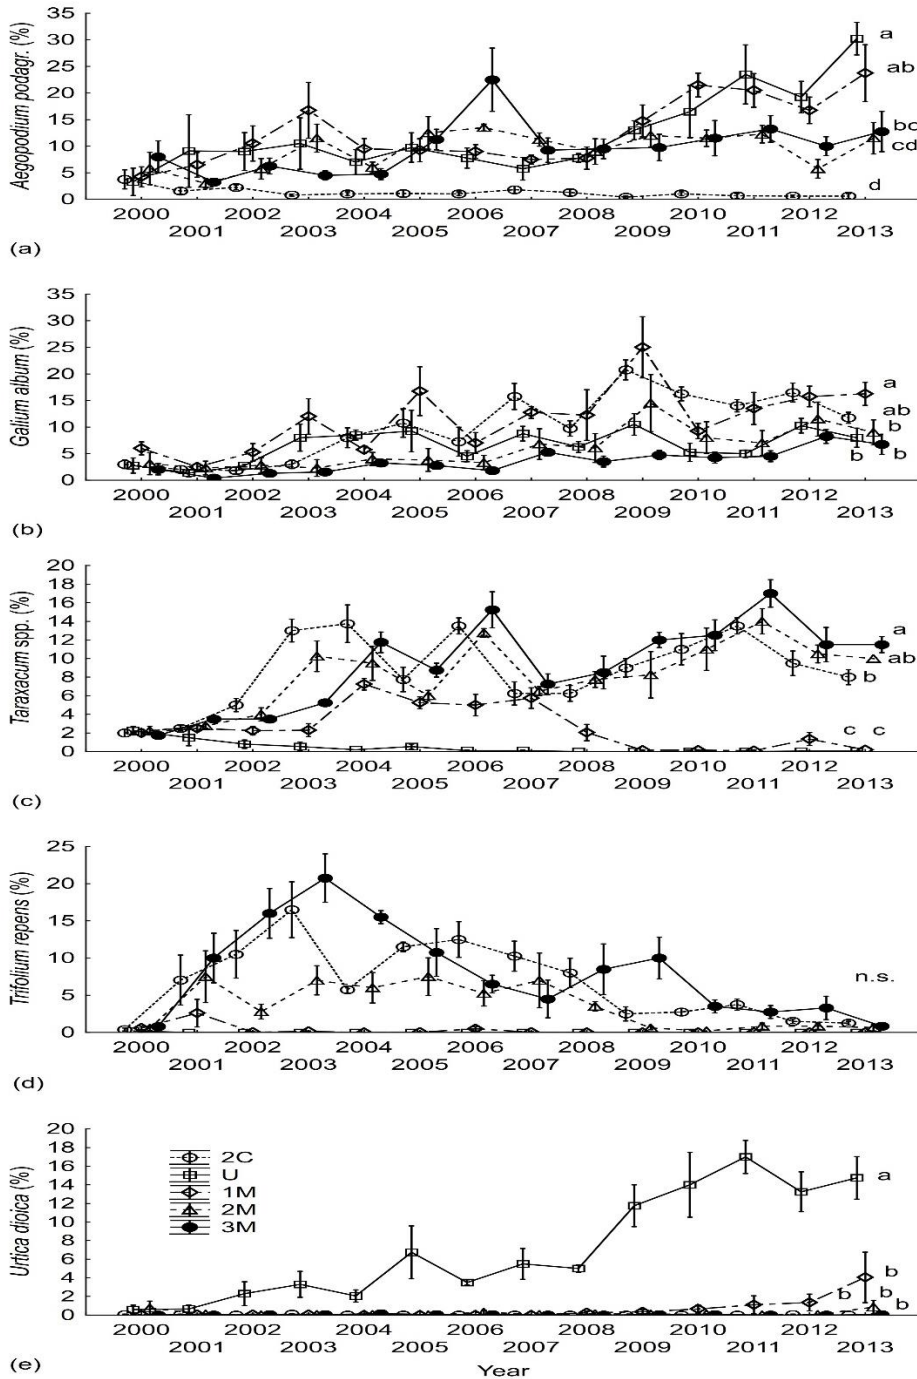 Aegopodium podagr. (%)
35
30
25
20
15
10
5
0
a
ab
bc
cd
d
2000 2002 2003 2004 2005 2006 2007 2008 2009 2010 2011 2012 2013
2001
(a)
Galium album (%)
35
30
25
20
15
10
5
0
a
ab
b
b b
2000 2002 2004 2005 2006 2008 2010 2012
2001 2003 2005 2007 2009 2011 2013
(b)
Taraxacum spp. (%)
20
16
14
12
10
8
6
4
2
0
a
ab
b
c c
2000 2002 2004 2006 2008 2010 2012
2001 2003 2005 2007 2009 2011 2013
(c)
Trifolium repens (%)
25
20
15
10
5
0
n.s.
2000 2002 2004 2006 2008 2010 2012
2001 2003 2005 2007 2009 2011 2013
(d)
Urtica dioica (%)
20
18
16
14
12
10
8
6
4
2
0
2C
U
1M
2M
3M
a
b
b b
b
2000 2002 2004 2006 2008 2010 2012
2001 2003 2005 2007 2009 2011 2013
(e)
Year